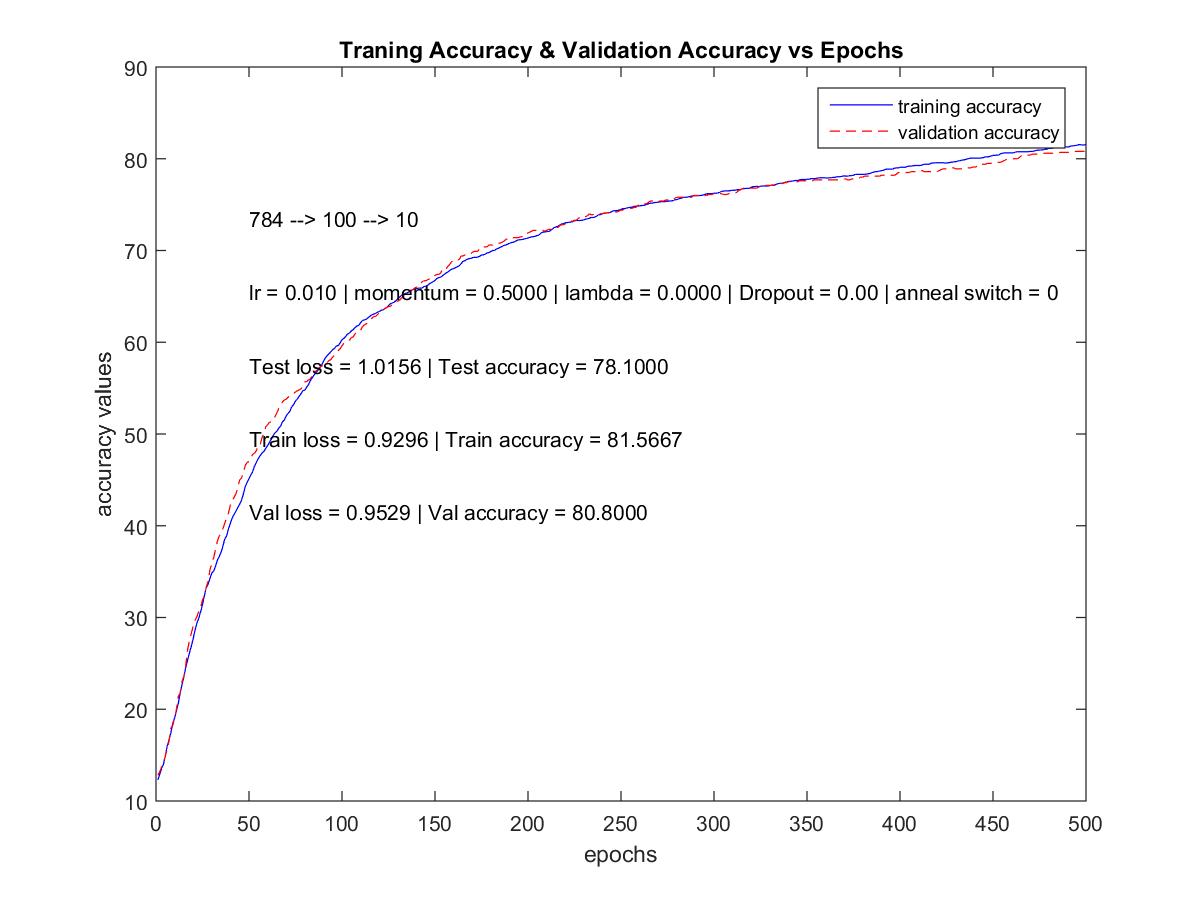 Traning Accuracy & Validation Accuracy vs Epochs
90
80
70
60
50
40
30
20
10
accuracy values
training accuracy
validation accuracy
784 --> 100 --> 10
lr = 0.010 | momentum = 0.5000 | lambda = 0.0000 | Dropout = 0.00 | anneal switch = 0
Test loss = 1.0156 | Test accuracy = 78.1000
Train loss = 0.9296 | Train accuracy = 81.5667
Val loss = 0.9529 | Val accuracy = 80.8000
0 50 100 150 200 250 300 350 400 450 500
epochs